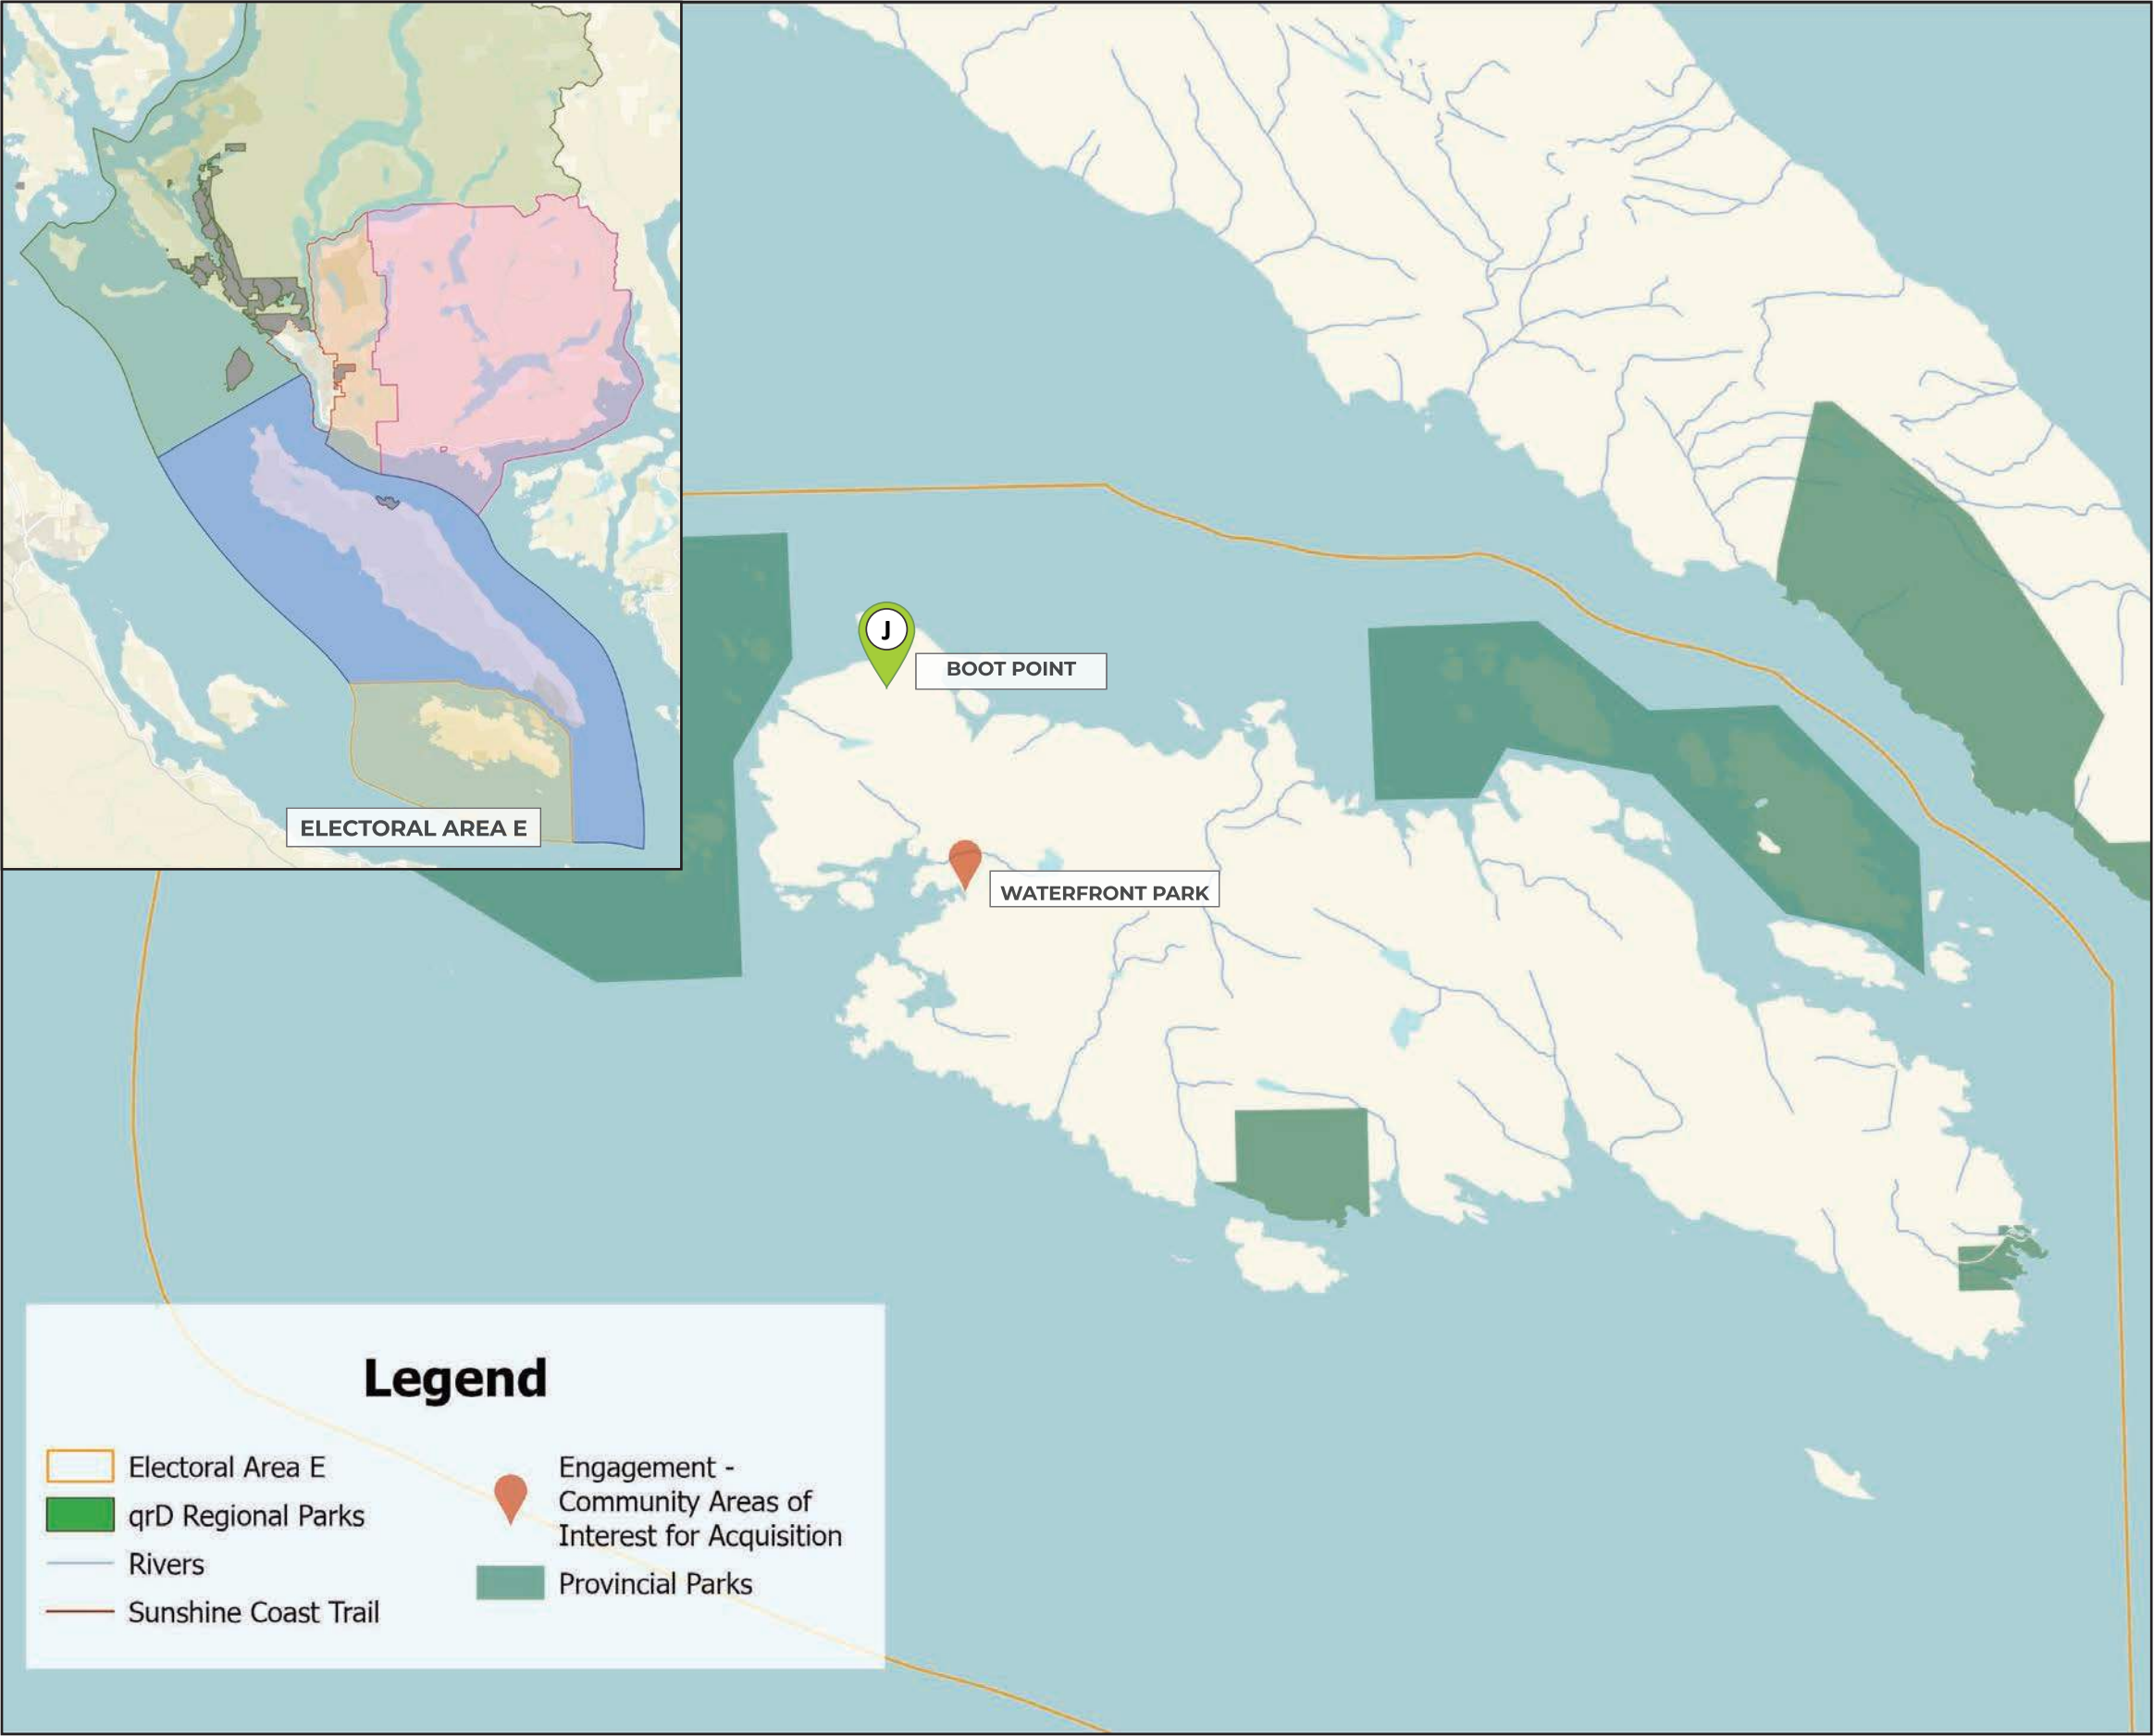 ELECTORAL AREA E
J
BOOT POINT
WATERFRONT PARK
Legend
Electoral Area E
qrD Regional Parks
Rivers
Sunshine Coast Trail
Engagement -
Community Areas of
Interest for Acquisition
Provincial Parks